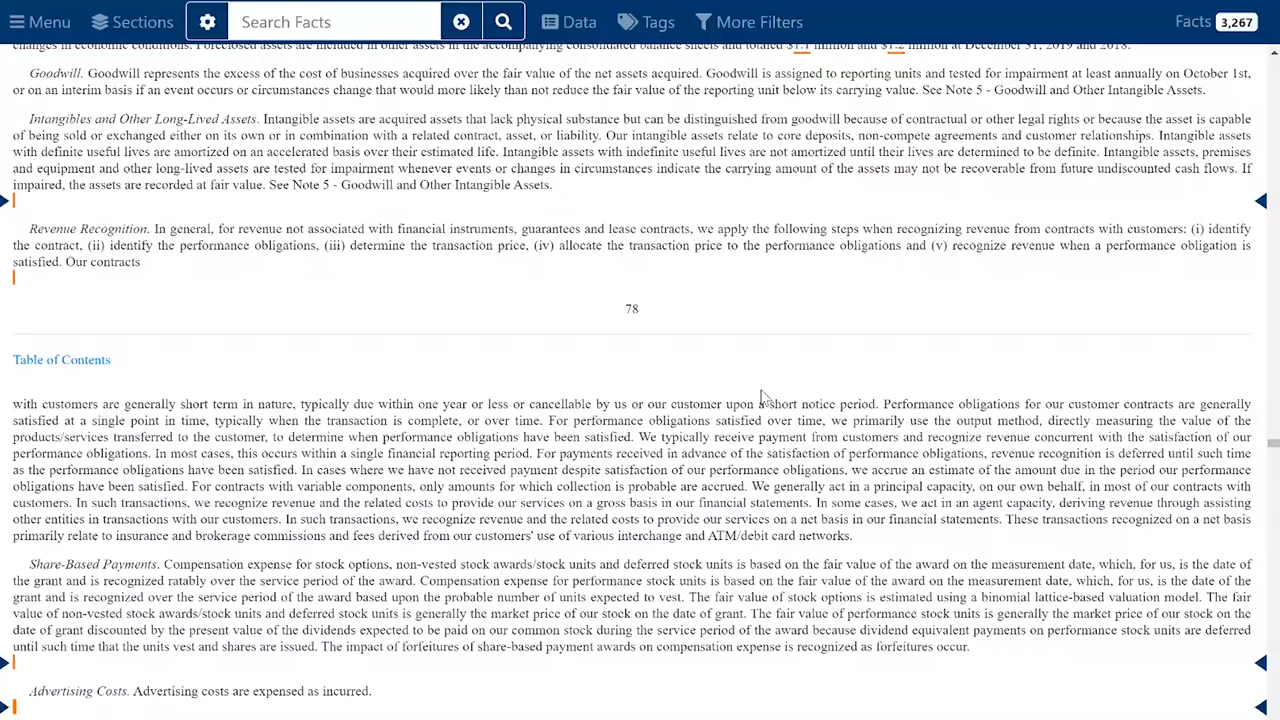 Menu
Sections
Search Facts
Data
Tags
More Filters
Facts 3,267
changes in economic conditions. Foreclosed assets are included in other assets in the accompanying consolidated balance sheets and totaled $1.1 million and $1.2 million at December 31, 2019 and 2018.
Goodwill. Goodwill represents the excess of the cost of businesses acquired over the fair value of the net assets acquired. Goodwill is assigned to reporting units and tested for impairment at least annually on October 1st,
or on an interim basis if an event occurs or circumstances change that would more likely than not reduce the fair value of the reporting unit below its carrying value. See Note 5 - Goodwill and Other Intangible Assets.
Intangibles and Other Long-Lived Assets. Intangible assets are acquired assets that lack physical substance but can be distinguished from goodwill because of contractual or other legal rights or because the asset is capable
of being sold or exchanged either on its own or in combination with a related contract, asset, or liability. Our intangible assets relate to core deposits, non-compete agreements and customer relationships. Intangible assets
with definite useful lives are amortized on an accelerated basis over their estimated life. Intangible assets with indefinite useful lives are not amortized until their lives are determined to be definite. Intangible assets, premises
and equipment and other long-lived assets are tested for impairment whenever events or changes in circumstances indicate the carrying amount of the assets may not be recoverable from future undiscounted cash flows. If
impaired, the assets are recorded at fair value. See Note 5 - Goodwill and Other Intangible Assets.
Revenue Recognition. In general, for revenue not associated with financial instruments, guarantees and lease contracts, we apply the following steps when recognizing revenue from contracts with customers: (i) identify
the contract, (ii) identify the performance obligations, (iii) determine the transaction price, (iv) allocate the transaction price to the performance obligations and (v) recognize revenue when a performance obligation is
satisfied. Our contracts
78
Table of Contents
with customers are generally short term in nature, typically due within one year or less or cancellable by us or our customer upon a short notice period. Performance obligations for our customer contracts are generally
satisfied at a single point in time, typically when the transaction is complete, or over time. For performance obligations satisfied over time, we primarily use the output method, directly measuring the value of the
products/services transferred to the customer, to determine when performance obligations have been satisfied. We typically receive payment from customers and recognize revenue concurrent with the satisfaction of our
performance obligations. In most cases, this occurs within a single financial reporting period. For payments received in advance of the satisfaction of performance obligations, revenue recognition is deferred until such time
as the performance obligations have been satisfied. In cases where we have not received payment despite satisfaction of our performance obligations, we accrue an estimate of the amount due in the period our performance
obligations have been satisfied. For contracts with variable components, only amounts for which collection is probable are accrued. We generally act in a principal capacity, on our own behalf, in most of our contracts with
customers. In such transactions, we recognize revenue and the related costs to provide our services on a gross basis in our financial statements. In some cases, we act in an agent capacity, deriving revenue through assisting
other entities in transactions with our customers. In such transactions, we recognize revenue and the related costs to provide our services on a net basis in our financial statements. These transactions recognized on a net basis
primarily relate to insurance and brokerage commissions and fees derived from our customers' use of various interchange and ATM/debit card networks.
Share-Based Payments. Compensation expense for stock options, non-vested stock awards/stock units and deferred stock units is based on the fair value of the award on the measurement date, which, for us, is the date of
the grant and is recognized ratably over the service period of the award. Compensation expense for performance stock units is based on the fair value of the award on the measurement date, which, for us, is the date of the
grant and is recognized over the service period of the award based upon the probable number of units expected to vest. The fair value of stock options is estimated using a binomial lattice-based valuation model. The fair
value of non-vested stock awards/stock units and deferred stock units is generally the market price of our stock on the date of grant. The fair value of performance stock units is generally the market price of our stock on the
date of grant discounted by the present value of the dividends expected to be paid on our common stock during the service period of the award because dividend equivalent payments on performance stock units are deferred
until such time that the units vest and shares are issued. The impact of forfeitures of share-based payment awards on compensation expense is recognized as forfeitures occur.
Advertising Costs. Advertising costs are expensed as incurred.